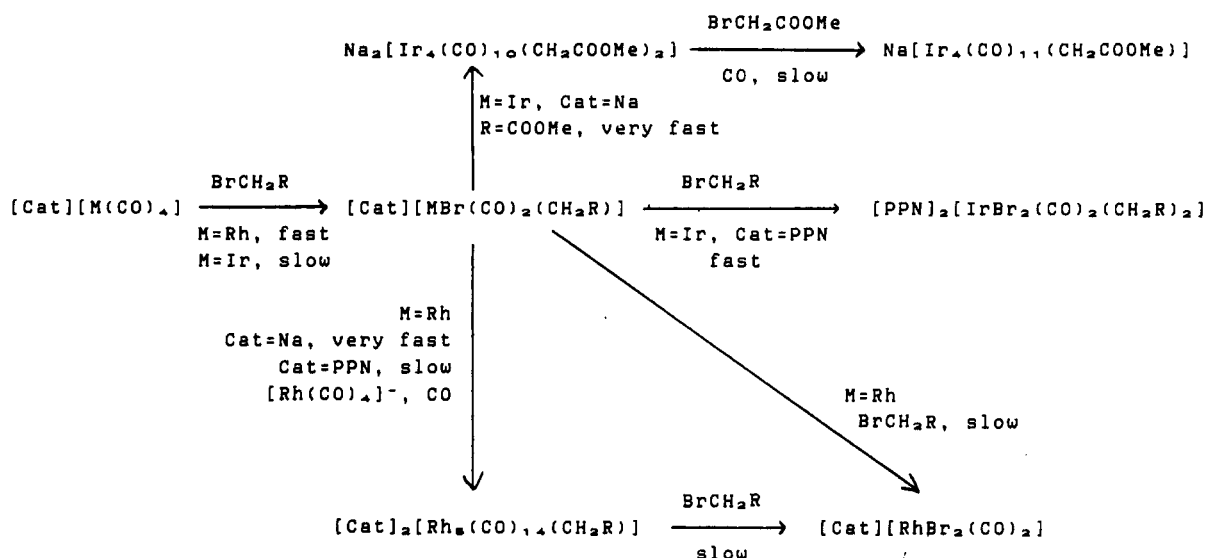 BrCH₂COOMe
Na₂[Ir₄(CO)₁₀(CH₂COOMe)₂]
Na[Ir₄(CO)₁₁(CH₂COOMe)]
CO, slow
M=Ir, Cat=Na
R=COOMe, very fast
BrCH₂R
BrCH₂R
[Cat][M(CO)₄]
[Cat][MBr(CO)₂(CH₂R)]
[PPN]₂[IrBr₂(CO)₂(CH₂R)₂]
M=Rh, fast
M=Ir, slow
M=Ir, Cat=PPN
fast
M=Rh
Cat=Na, very fast
Cat=PPN, slow
[Rh(CO)₄]⁻, CO
M=Rh
BrCH₂R, slow
BrCH₂R
[Cat]₂[Rh₅(CO)₁₄(CH₂R)]
[Cat][RhBr₂(CO)₂]
slow